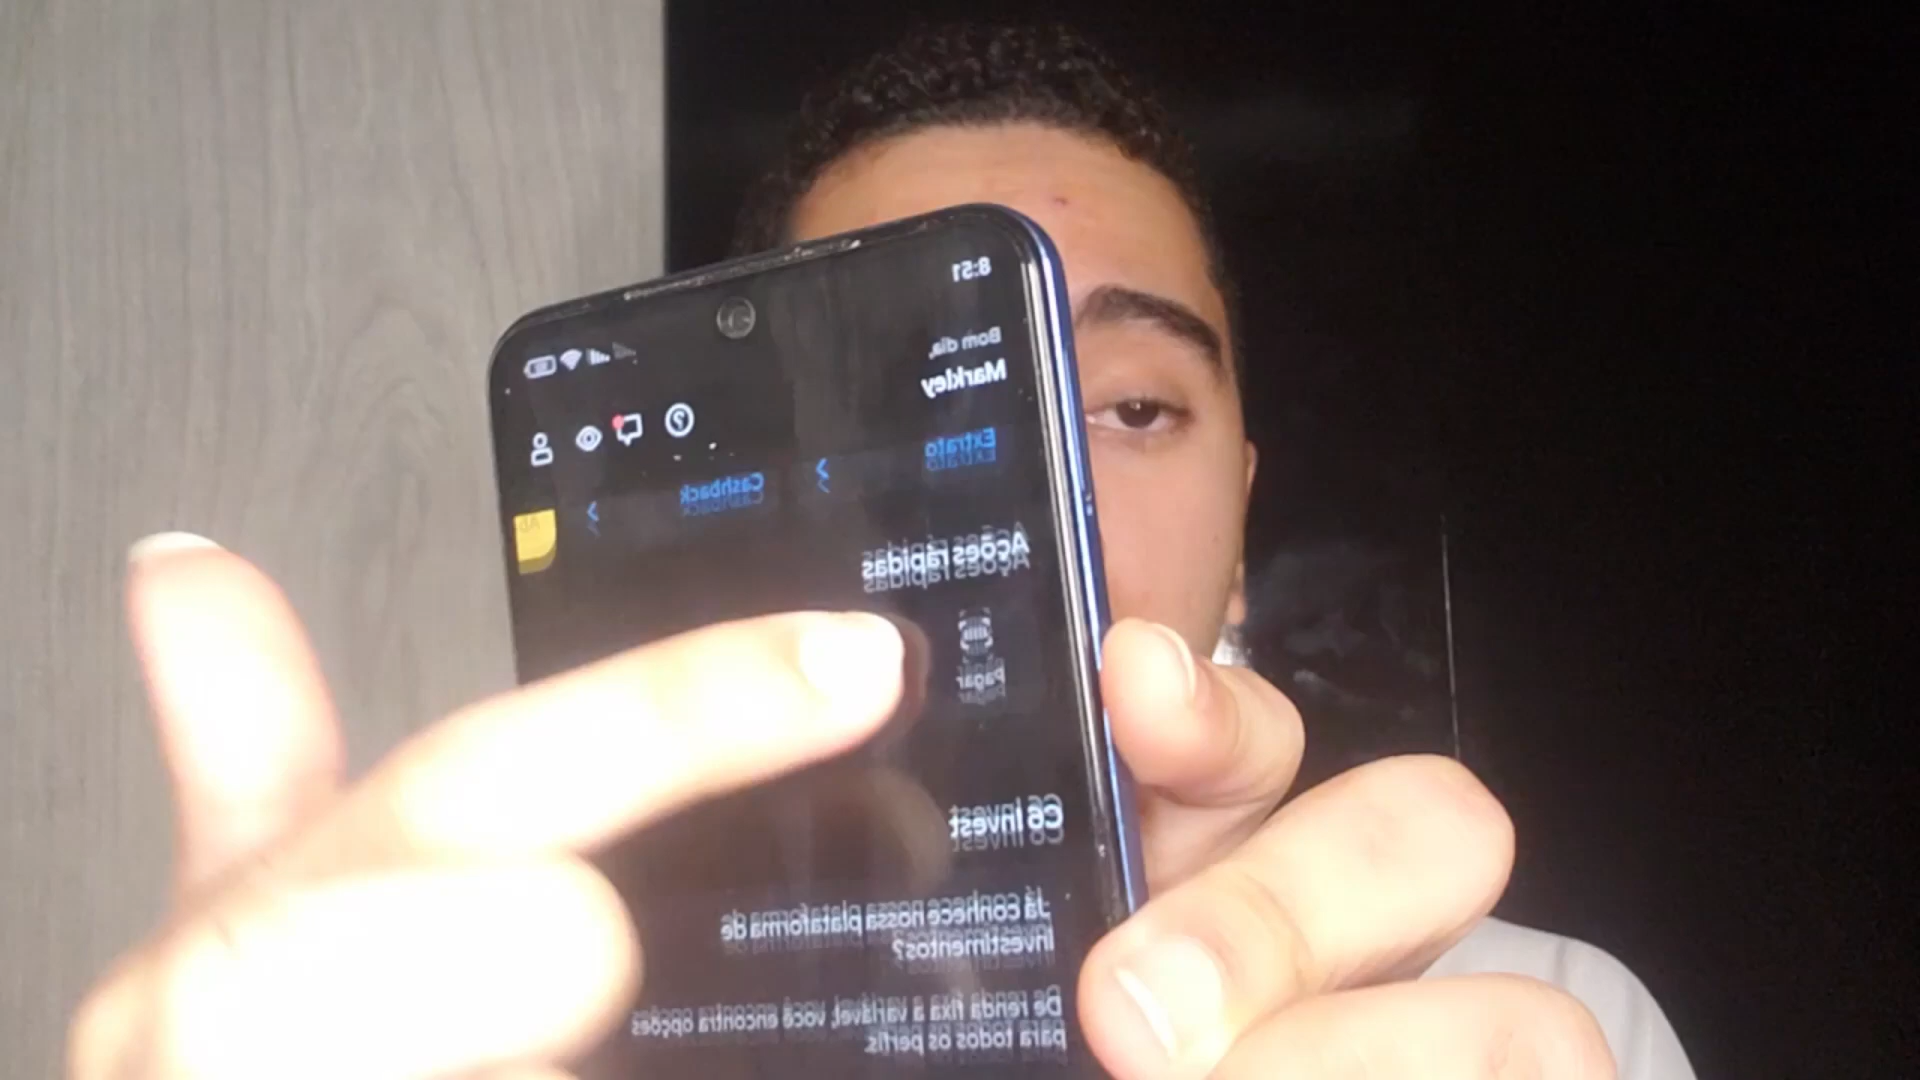 8:51
Bom dia,
Markley
Extrato
Cashback
Ações rápidas
Pagar
C6 Invest
Já conhece nossa plataforma de
investimentos?
De renda fixa a variável, você encontra opções
para todos os perfis.